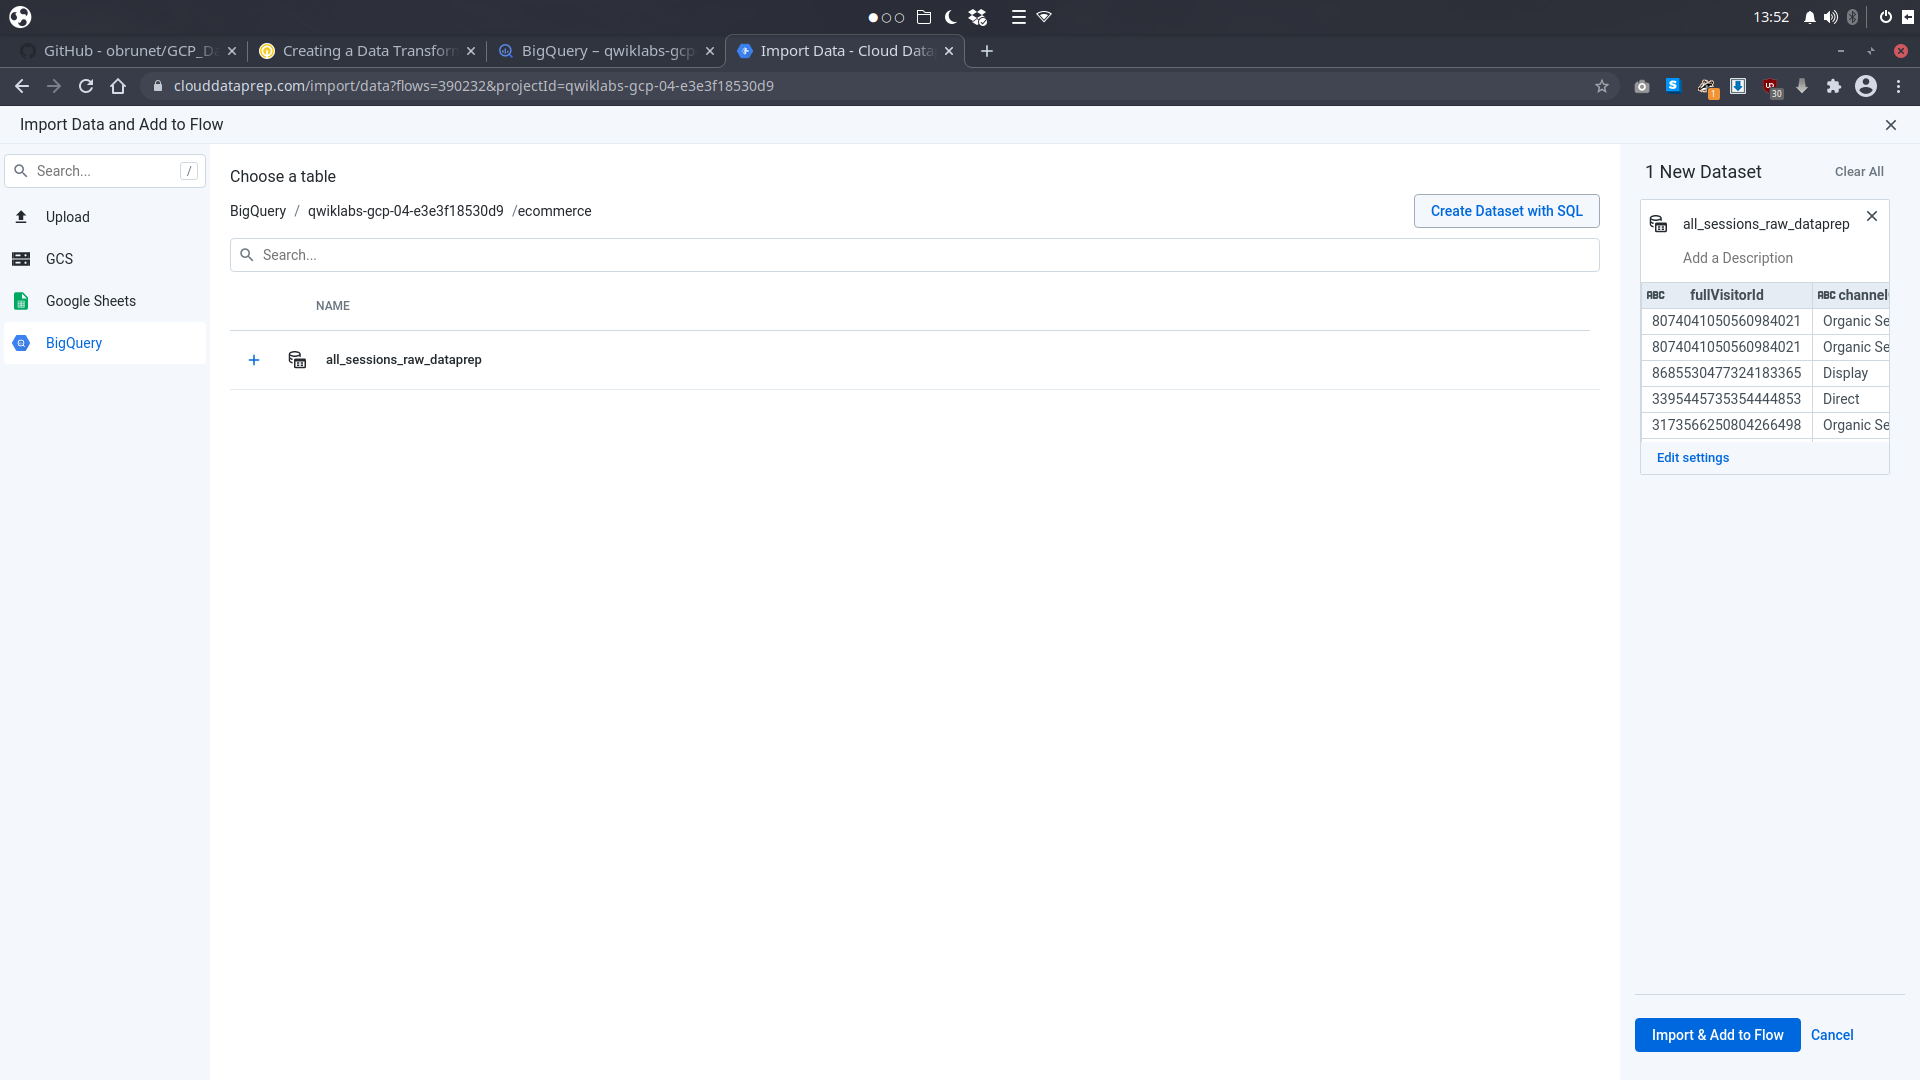 13:52
GitHub - obrunet/GCP_Da
Creating a Data Transform
BigQuery – qwiklabs-gcp
Import Data - Cloud Data
clouddataprep.com/import/data?flows=390232&projectId=qwiklabs-gcp-04-e3e3f18530d9
1
30
Import Data and Add to Flow
Search...
/
Upload
GCS
Google Sheets
BigQuery
Choose a table
BigQuery / qwiklabs-gcp-04-e3e3f18530d9 /ecommerce
Create Dataset with SQL
Search...
NAME
all_sessions_raw_dataprep
1 New Dataset
Clear All
all_sessions_raw_dataprep
Add a Description
ABC fullVisitorId ABC channel
8074041050560984021 Organic Se
8074041050560984021 Organic Se
8685530477324183365 Display
3395445735354444853 Direct
3173566250804266498 Organic Se
Edit settings
Import & Add to Flow
Cancel